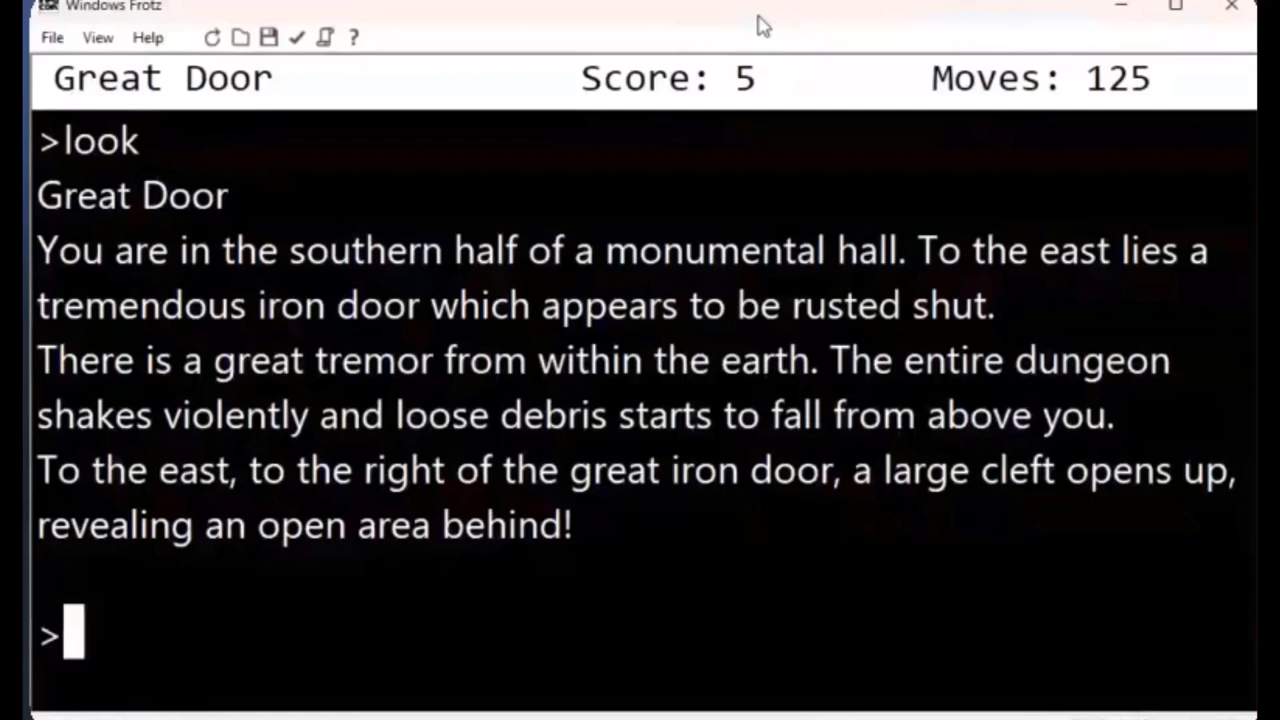 Windows Frotz
File View Help ?
Great Door Score: 5 Moves: 125
>look
Great Door
You are in the southern half of a monumental hall. To the east lies a
tremendous iron door which appears to be rusted shut.
There is a great tremor from within the earth. The entire dungeon
shakes violently and loose debris starts to fall from above you.
To the east, to the right of the great iron door, a large cleft opens up,
revealing an open area behind!
>